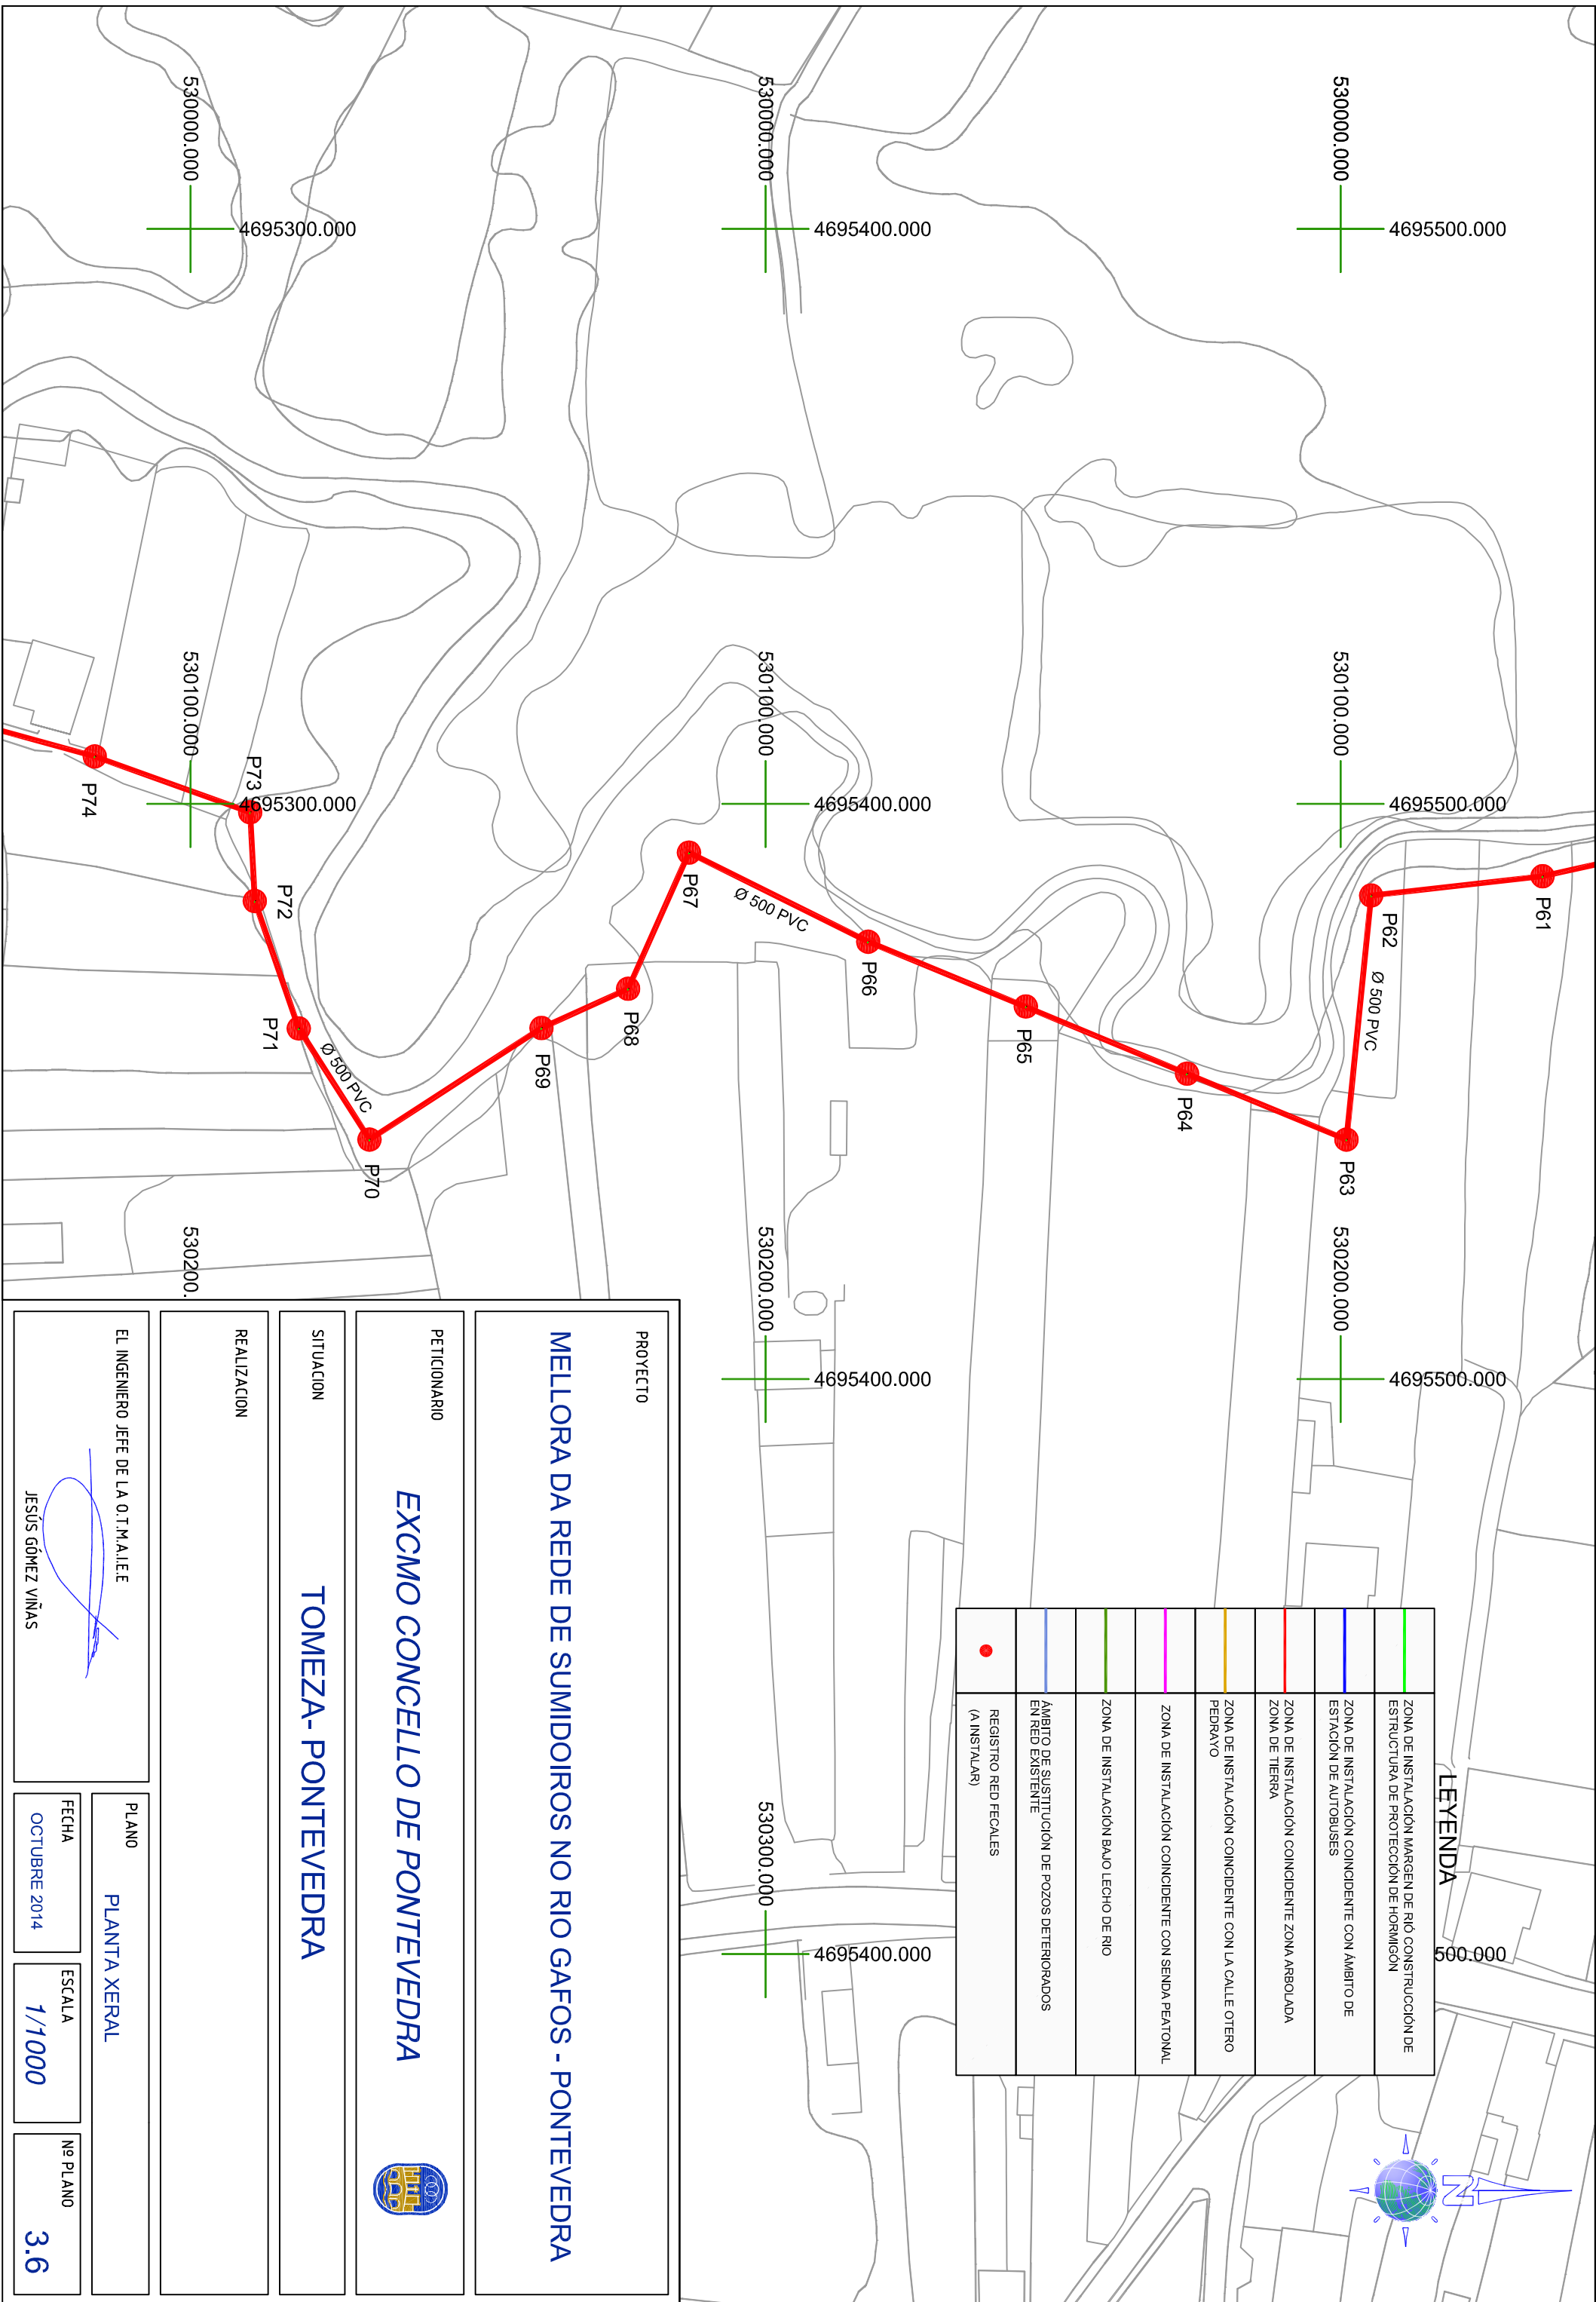 530000.000
4695500.000
530100.000
4695500.000
530200.000
4695500.000
500.000
530000.000
4695400.000
530100.000
4695400.000
530200.000
4695400.000
530300.000
4695400.000
530000.000
4695300.000
530100.000
4695300.000
530200.
P61
P62
Ø 500 PVC
P63
P64
P65
P66
Ø 500 PVC
P67
P68
P69
P70
Ø 500 PVC
P71
P72
P73
P74
N
LEYENDA
ZONA DE INSTALACIÓN MARGEN DE RIÓ CONSTRUCCIÓN DE
ESTRUCTURA DE PROTECCIÓN DE HORMIGÓN
ZONA DE INSTALACIÓN COINCIDENTE CON ÁMBITO DE
ESTACIÓN DE AUTOBUSES
ZONA DE INSTALACIÓN COINCIDENTE ZONA ARBOLADA
ZONA DE TIERRA
ZONA DE INSTALACIÓN COINCIDENTE CON LA CALLE OTERO
PEDRAYO
ZONA DE INSTALACIÓN COINCIDENTE CON SENDA PEATONAL
ZONA DE INSTALACIÓN BAJO LECHO DE RIO
ÁMBITO DE SUSTITUCIÓN DE POZOS DETERIORADOS
EN RED EXISTENTE
REGISTRO RED FECALES
(A INSTALAR)
PROYECTO
MELLORA DA REDE DE SUMIDOIROS NO RIO GAFOS - PONTEVEDRA
PETICIONARIO
EXCMO CONCELLO DE PONTEVEDRA
SITUACION
TOMEZA- PONTEVEDRA
REALIZACION
EL INGENIERO JEFE DE LA O.T.M.A.I.E.E
JESÚS GÓMEZ VIÑAS
PLANO
PLANTA XERAL
FECHA
OCTUBRE 2014
ESCALA
1/1000
Nº PLANO
3.6